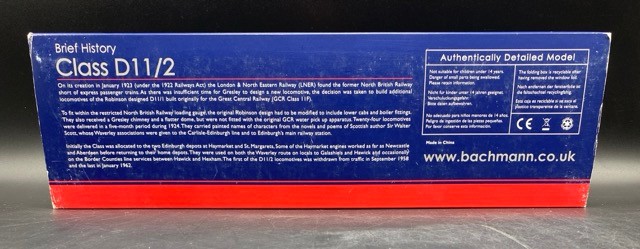 Brief History
Class D11/2
On its creation in January 1923 (under the 1922 Railways Act) the London & North Eastern Railway (LNER) found the former North British Railway
short of express passenger trains. As there was insufficient time for Gresley to design a new locomotive, the decision was taken to build additional
locomotives of the Robinson designed D11/1 built originally for the Great Central Railway (GCR Class 11F).
To fit within the restricted North British Railway loading gauge, the original Robinson design had to be modified to include lower cabs and boiler fittings.
They also received a Gresley chimney and a flatter dome, but were not fitted with the original GCR water pick up apparatus. Twenty-four locomotives
were delivered in a five-month period during 1924. They carried painted names of characters from the novels and poems of Scottish author Sir Walter
Scott, whose Waverley associations were given to the Carlisle-Edinburgh line and to Edinburgh's main railway station.
Initially the Class was allocated to the two Edinburgh depots at Haymarket and St. Margarets. Some of the Haymarket engines worked as far as Newcastle
and Aberdeen before returning to their home depots. They were used on both the Waverley route on locals to Galashiels and Hawick and occasionally
on the Border Counties line services between Hawick and Hexham. The first of the D11/2 locomotives was withdrawn from traffic in September 1958
and the last in January 1962.
Authentically Detailed Model
Not suitable for children under 14 years.
Danger of small parts being swallowed.
Please retain information.
Nicht für kinder unter 14 jahren geeignet.
Verschluckungsgefahr.
Bitte diese aufbewahren.
No adecuado para niños menores de 14 años.
Por favor conserve esta información.
The folding box is recyclable after
having removed the window foil.
Nach entfernen der fensterfolie ist
die faltschachtel recyclingfähig.
Esta caja es reciclable si se saca el
plastico transparente de la ventana.
CE
Made in China
www.bachmann.co.uk